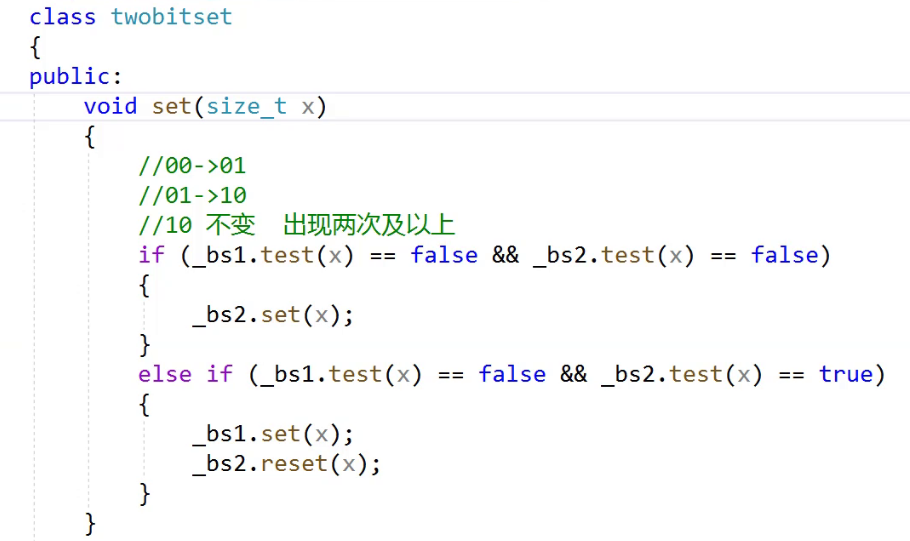 class twobitset
{
public:
    void set(size_t x)
    {
        //00->01
        //01->10
        //10 不变  出现两次及以上
        if (_bs1.test(x) == false && _bs2.test(x) == false)
        {
            _bs2.set(x);
        }
        else if (_bs1.test(x) == false && _bs2.test(x) == true)
        {
            _bs1.set(x);
            _bs2.reset(x);
        }
    }